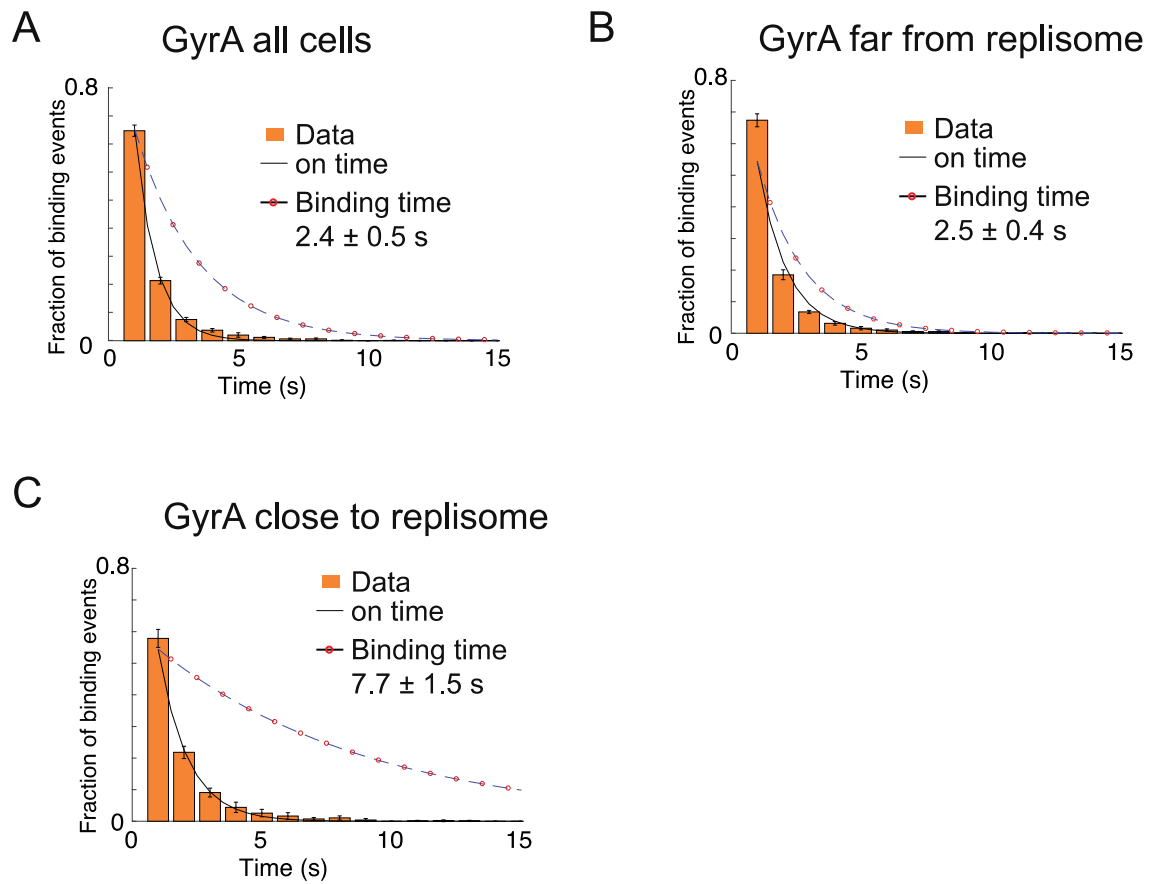 A
GyrA all cells
0.8
Fraction of binding events
Data
on time
Binding time
2.4 ± 0.5 s
0
0
5
10
15
Time (s)
B
GyrA far from replisome
0.8
Fraction of binding events
Data
on time
Binding time
2.5 ± 0.4 s
0
0
5
10
15
Time (s)
C
GyrA close to replisome
0.8
Fraction of binding events
Data
on time
Binding time
7.7 ± 1.5 s
0
0
5
10
15
Time (s)